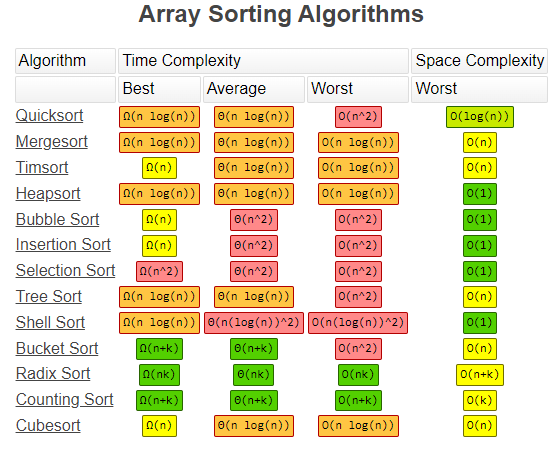 Array Sorting Algorithms
Algorithm Time Complexity Space Complexity
Best Average Worst Worst
Quicksort Ω(n log(n)) Θ(n log(n)) O(n^2) O(log(n))
Mergesort Ω(n log(n)) Θ(n log(n)) O(n log(n)) O(n)
Timsort Ω(n) Θ(n log(n)) O(n log(n)) O(n)
Heapsort Ω(n log(n)) Θ(n log(n)) O(n log(n)) O(1)
Bubble Sort Ω(n) Θ(n^2) O(n^2) O(1)
Insertion Sort Ω(n) Θ(n^2) O(n^2) O(1)
Selection Sort Ω(n^2) Θ(n^2) O(n^2) O(1)
Tree Sort Ω(n log(n)) Θ(n log(n)) O(n^2) O(n)
Shell Sort Ω(n log(n)) Θ(n(log(n))^2) O(n(log(n))^2) O(1)
Bucket Sort Ω(n+k) Θ(n+k) O(n^2) O(n)
Radix Sort Ω(nk) Θ(nk) O(nk) O(n+k)
Counting Sort Ω(n+k) Θ(n+k) O(n+k) O(k)
Cubesort Ω(n) Θ(n log(n)) O(n log(n)) O(n)